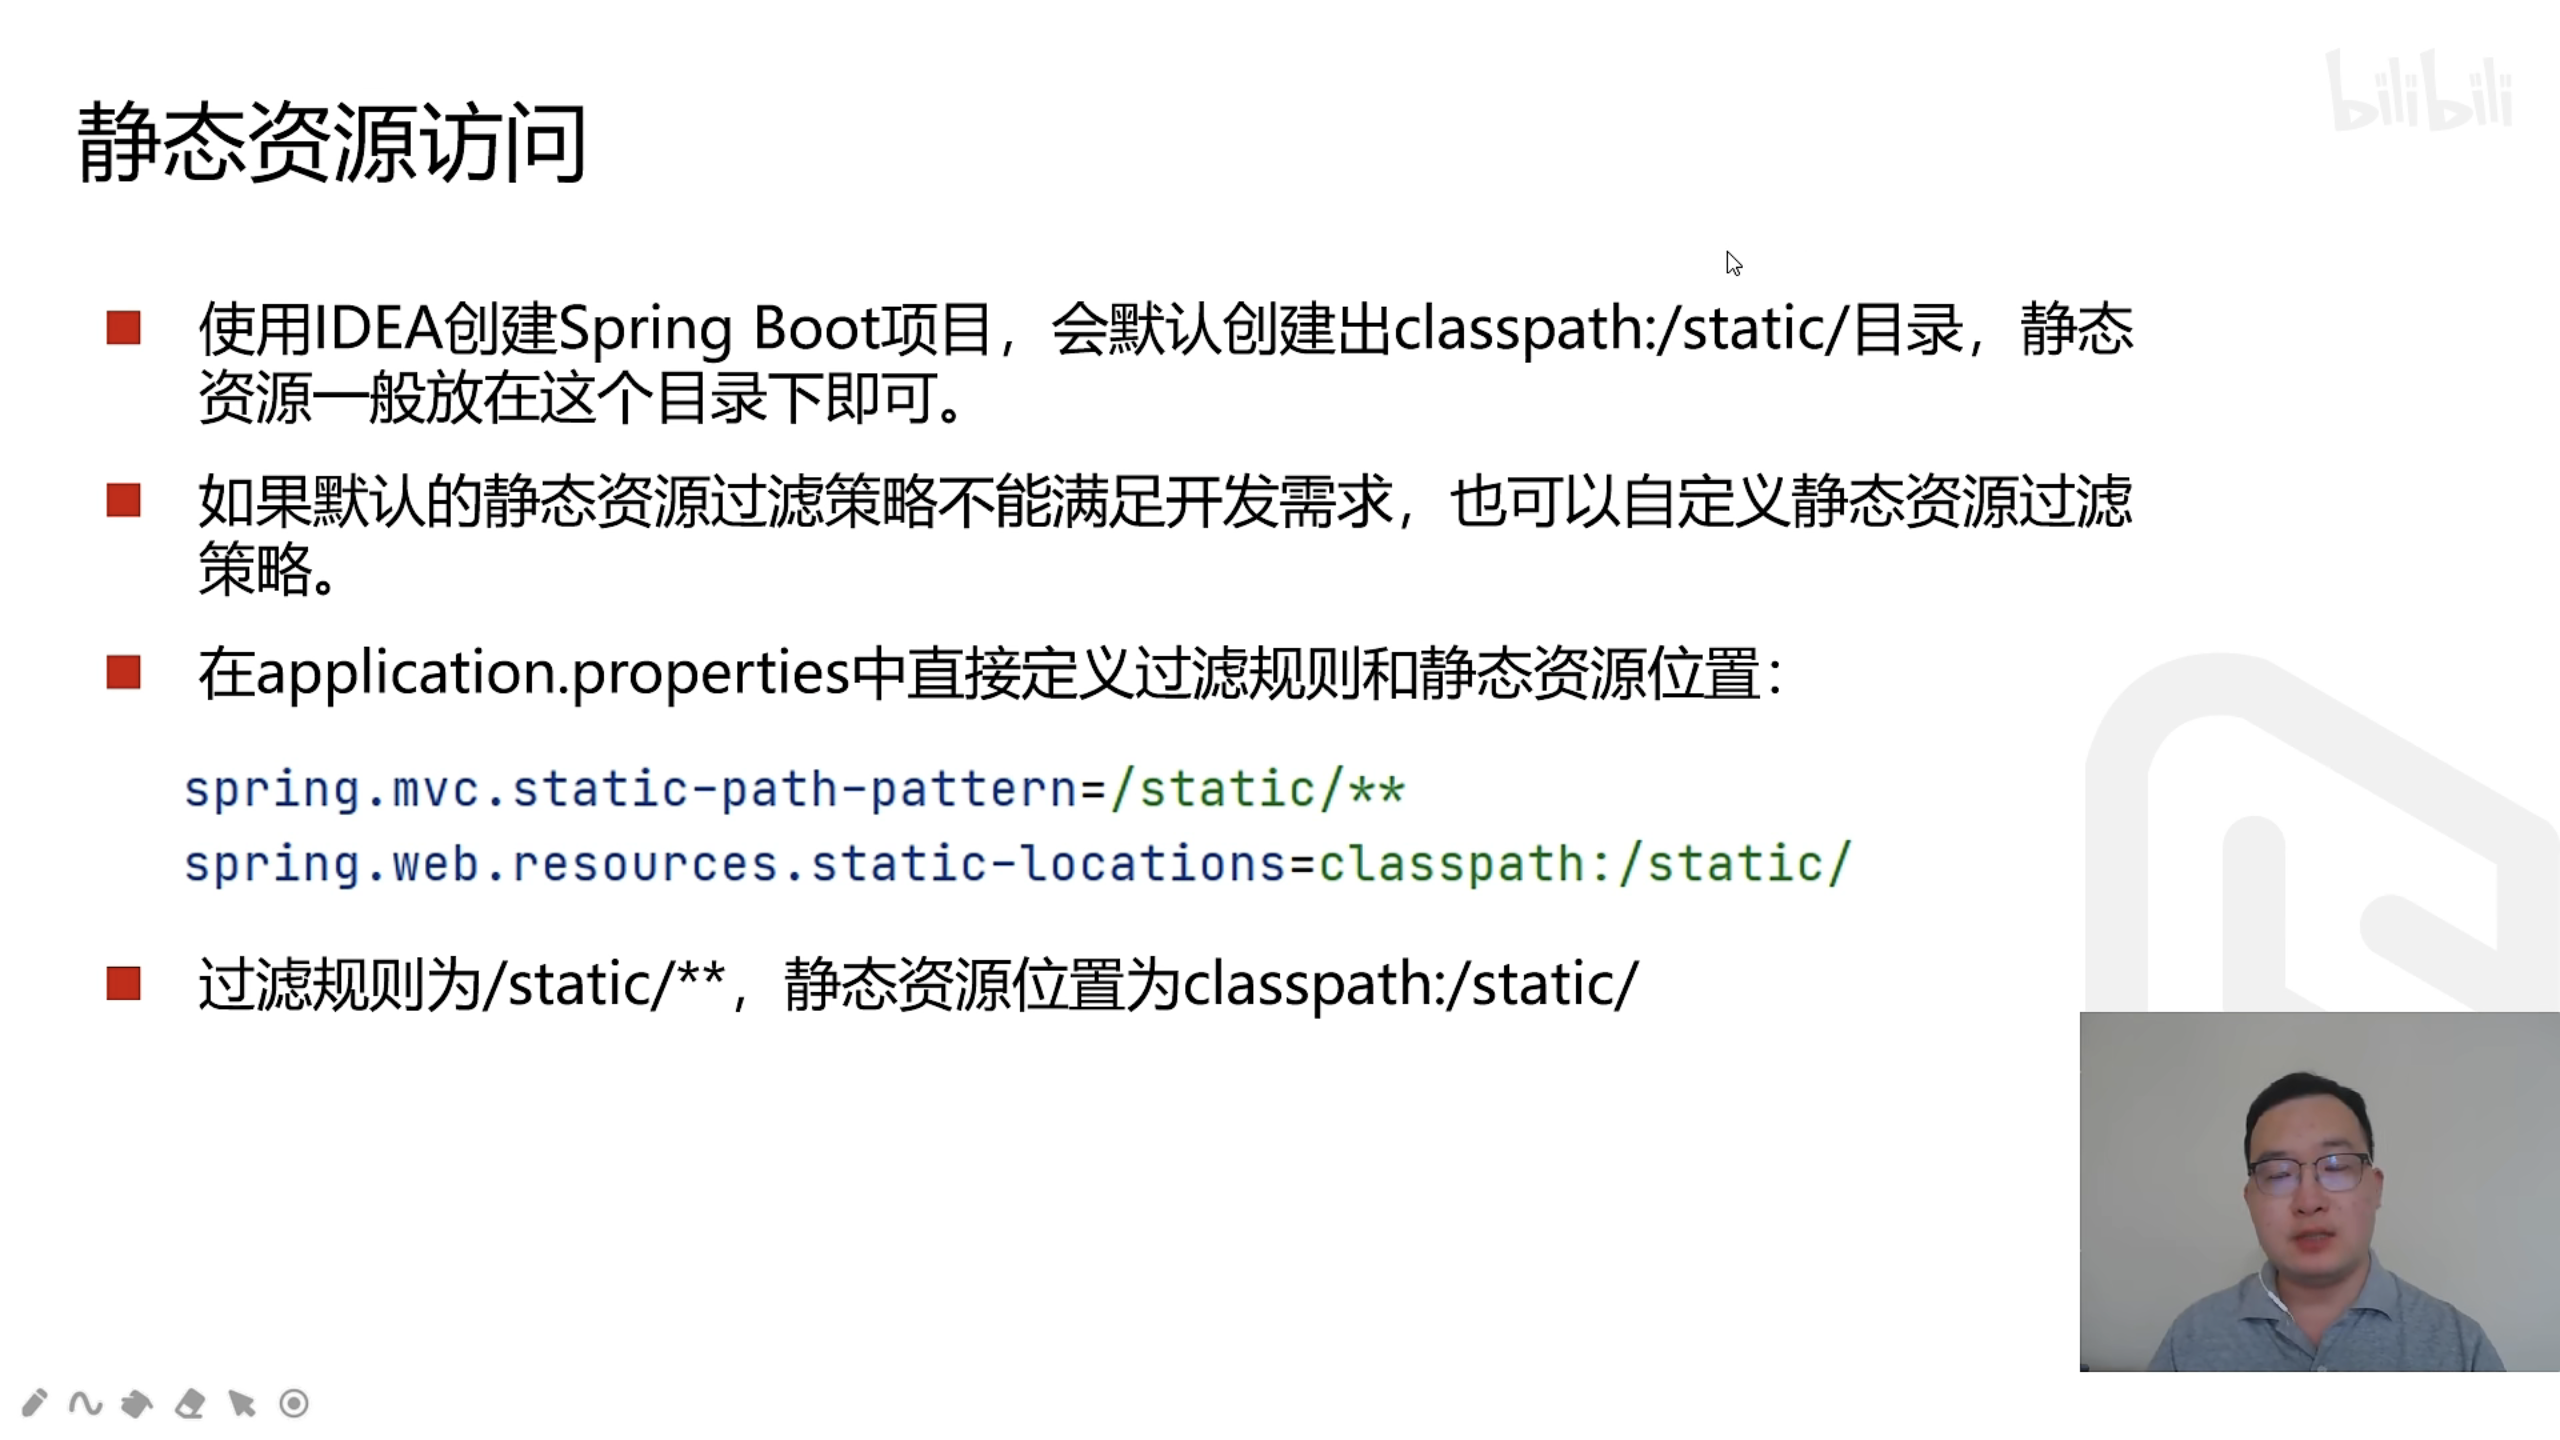 bilibili
静态资源访问
使用IDEA创建Spring Boot项目，会默认创建出classpath:/static/目录，静态
资源一般放在这个目录下即可。
如果默认的静态资源过滤策略不能满足开发需求，也可以自定义静态资源过滤
策略。
在application.properties中直接定义过滤规则和静态资源位置：
spring.mvc.static-path-pattern=/static/**
spring.web.resources.static-locations=classpath:/static/
过滤规则为/static/**，静态资源位置为classpath:/static/